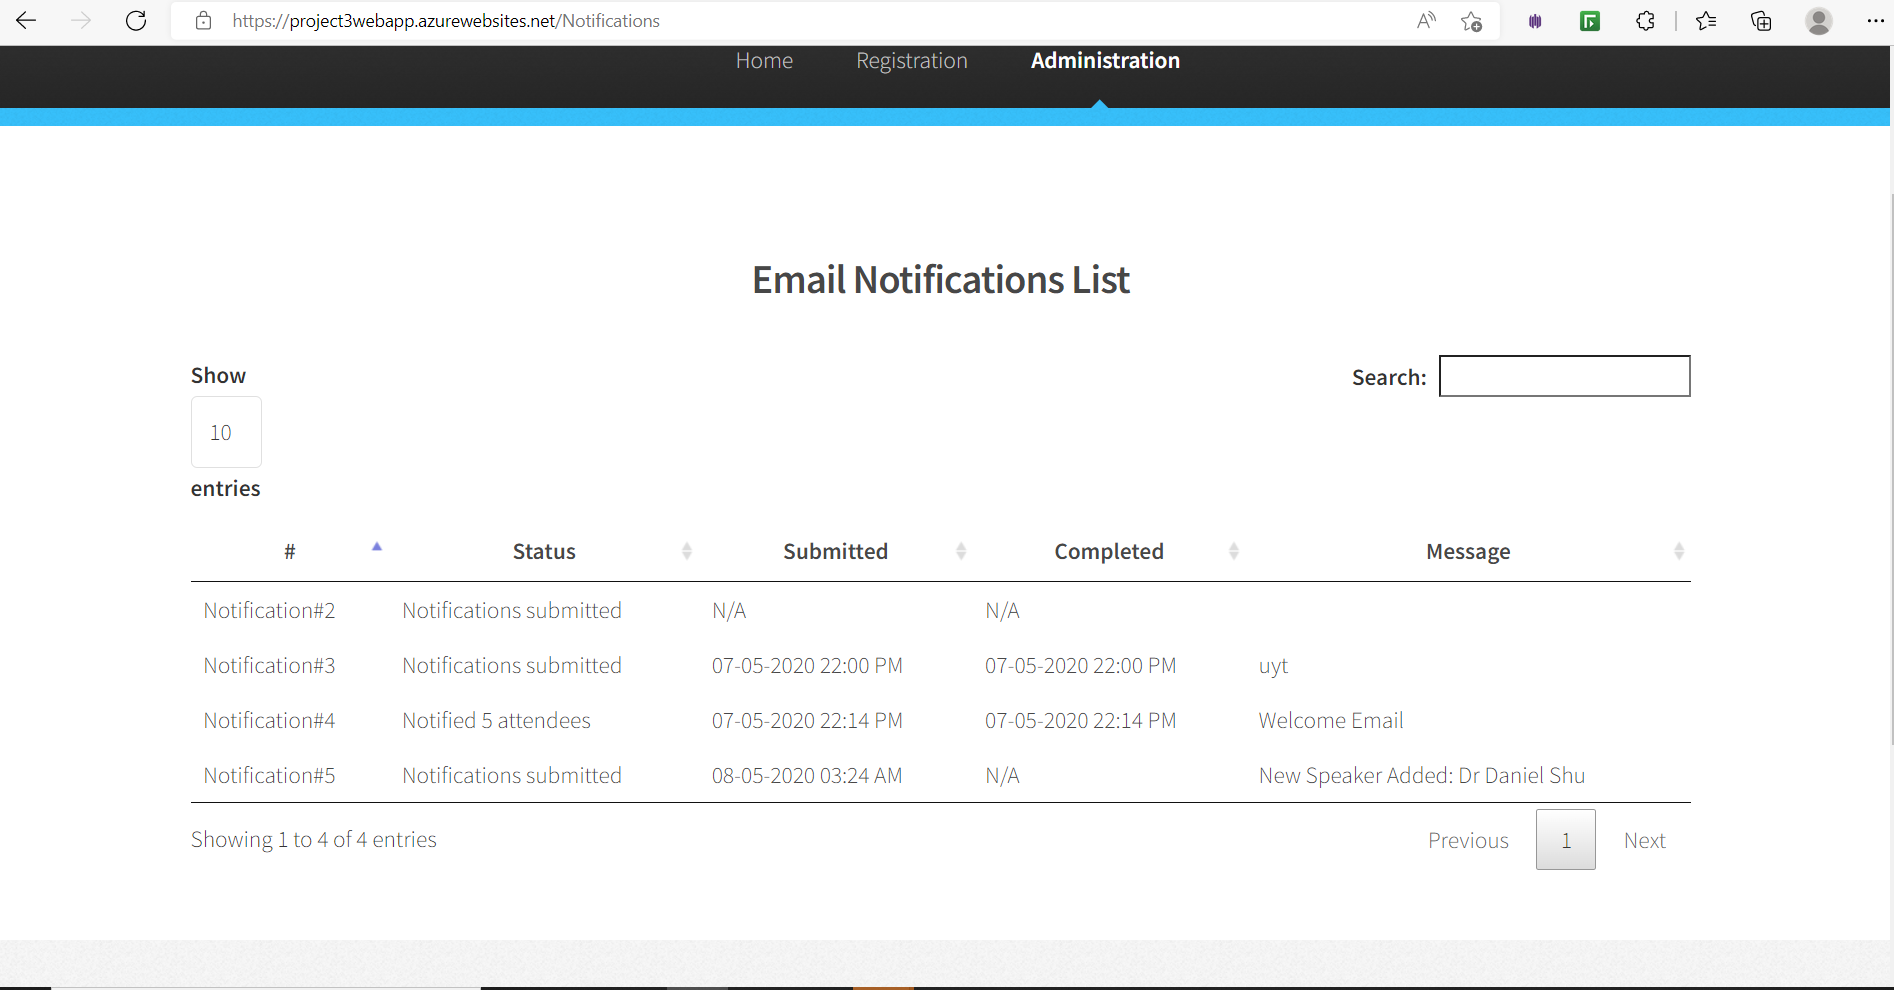 https://project3webapp.azurewebsites.net/Notifications
Home Registration Administration
Email Notifications List
Show
Search:
10
entries
# Status Submitted Completed Message
Notification#2 Notifications submitted N/A N/A
Notification#3 Notifications submitted 07-05-2020 22:00 PM 07-05-2020 22:00 PM uyt
Notification#4 Notified 5 attendees 07-05-2020 22:14 PM 07-05-2020 22:14 PM Welcome Email
Notification#5 Notifications submitted 08-05-2020 03:24 AM N/A New Speaker Added: Dr Daniel Shu
Showing 1 to 4 of 4 entries Previous 1 Next